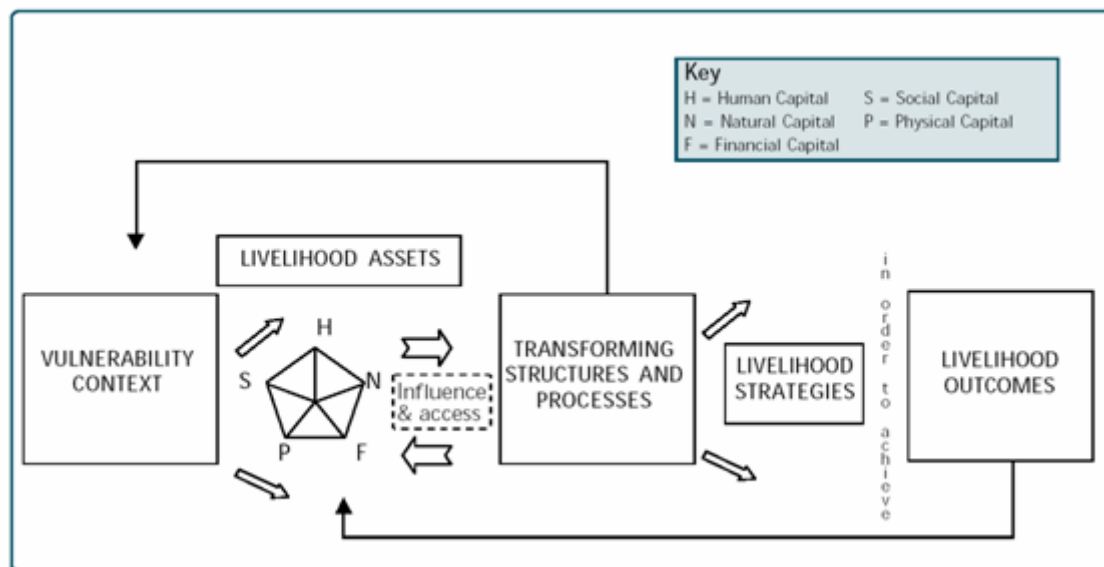 Key
H = Human Capital S = Social Capital
N = Natural Capital P = Physical Capital
F = Financial Capital
LIVELIHOOD ASSETS
VULNERABILITY
CONTEXT
H
S
N
P
F
Influence
& access
TRANSFORMING
STRUCTURES AND
PROCESSES
LIVELIHOOD
STRATEGIES
in order to achieve
LIVELIHOOD
OUTCOMES